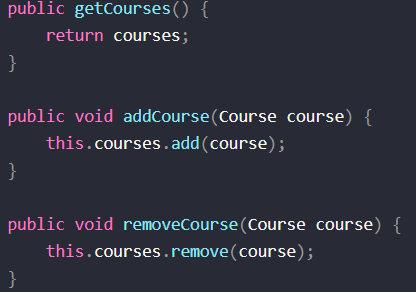 public getCourses() {
    return courses;
}

public void addCourse(Course course) {
    this.courses.add(course);
}

public void removeCourse(Course course) {
    this.courses.remove(course);
}